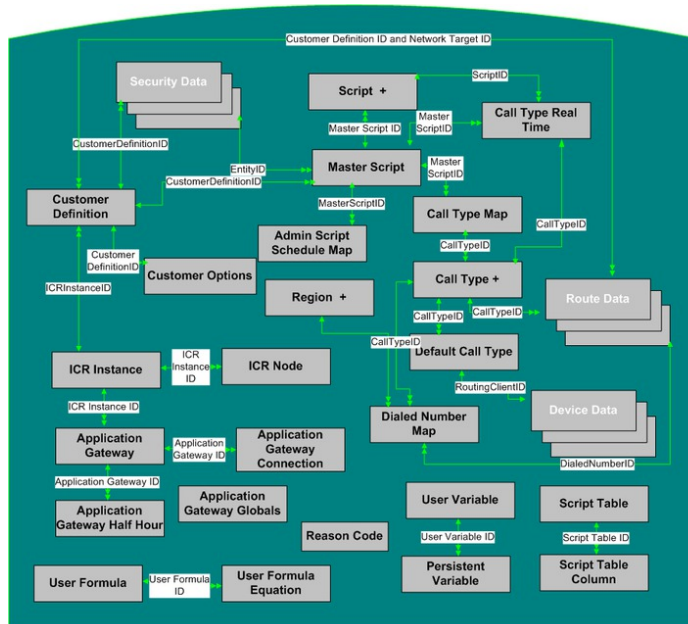 Customer Definition ID and Network Target ID
Security Data
Script +
ScriptID
Call Type Real
Time
Master Script ID
Master
ScriptID
CustomerDefinitionID
Master Script
EntityID
CustomerDefinitionID
Master
ScriptID
Customer
Definition
MasterScriptID
Call Type Map
CallTypeID
Admin Script
Schedule Map
CallTypeID
Customer
DefinitionID
Customer Options
Call Type +
ICRInstanceID
Region +
Route Data
CallTypeID
CallTypeID
CallTypeID
Default Call Type
ICR Instance
ICR
Instance
ID
ICR Node
RoutingClientID
ICR Instance ID
Dialed Number
Map
Device Data
Application
Gateway
Application
Gateway ID
Application
Gateway
Connection
DialedNumberID
Application Gateway ID
Application
Gateway Half Hour
Application
Gateway Globals
User Variable
Script Table
Reason Code
User Variable ID
Script Table ID
User Formula
User Formula
ID
User Formula
Equation
Persistent
Variable
Script Table
Column